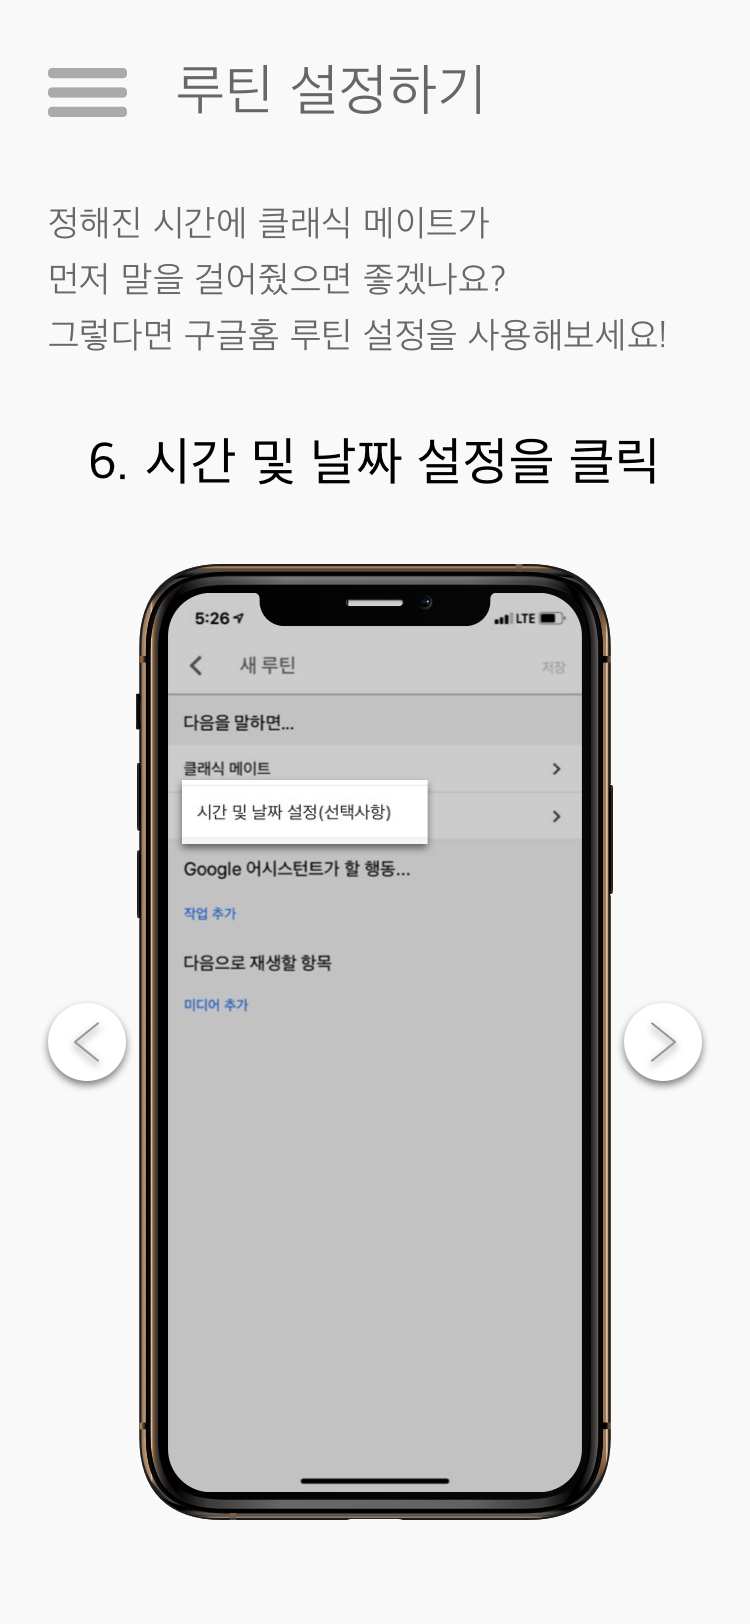 루틴 설정하기
정해진 시간에 클래식 메이트가
먼저 말을 걸어줬으면 좋겠나요?
그렇다면 구글홈 루틴 설정을 사용해보세요!
6. 시간 및 날짜 설정을 클릭
5:26 LTE
새 루틴 저장
다음을 말하면...
클래식 메이트
시간 및 날짜 설정(선택사항)
Google 어시스턴트가 할 행동...
작업 추가
다음으로 재생할 항목
미디어 추가